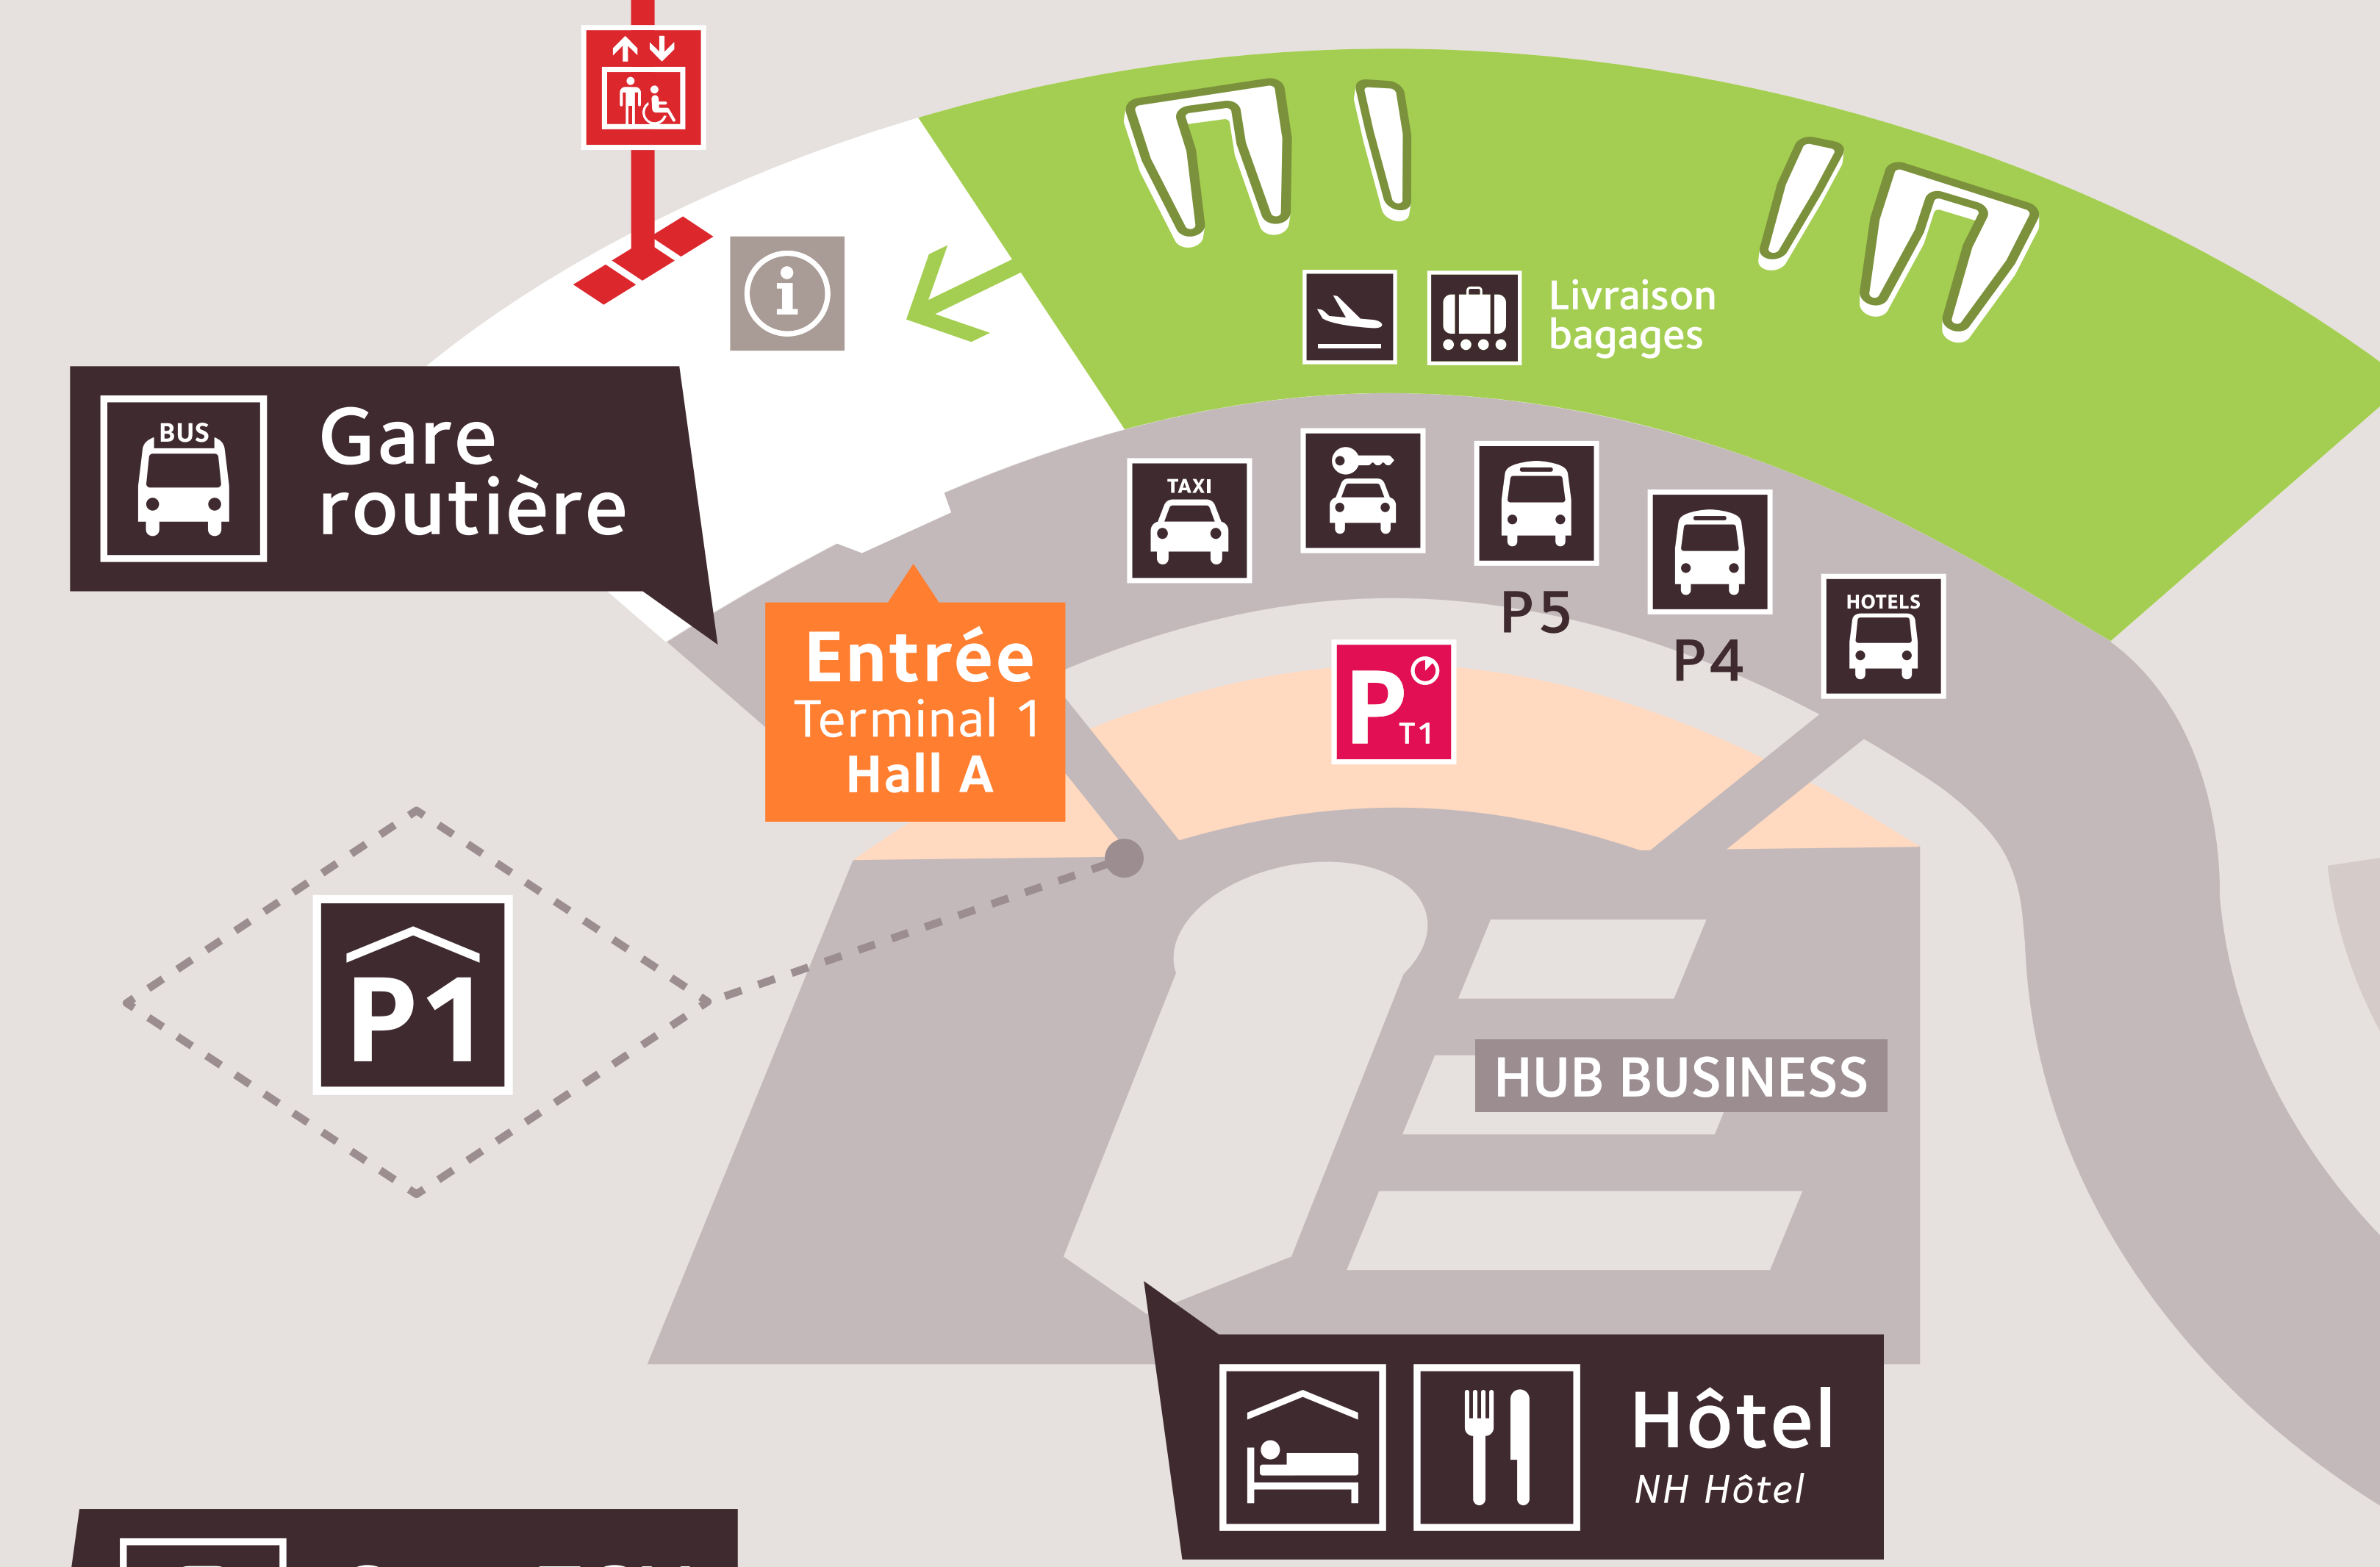 Livraison
bagages
BUS
Gare
routière
TAXI
P5
P4
HOTELS
Entrée
Terminal 1
Hall A
P
T1
P1
HUB BUSINESS
Hôtel
NH Hôtel